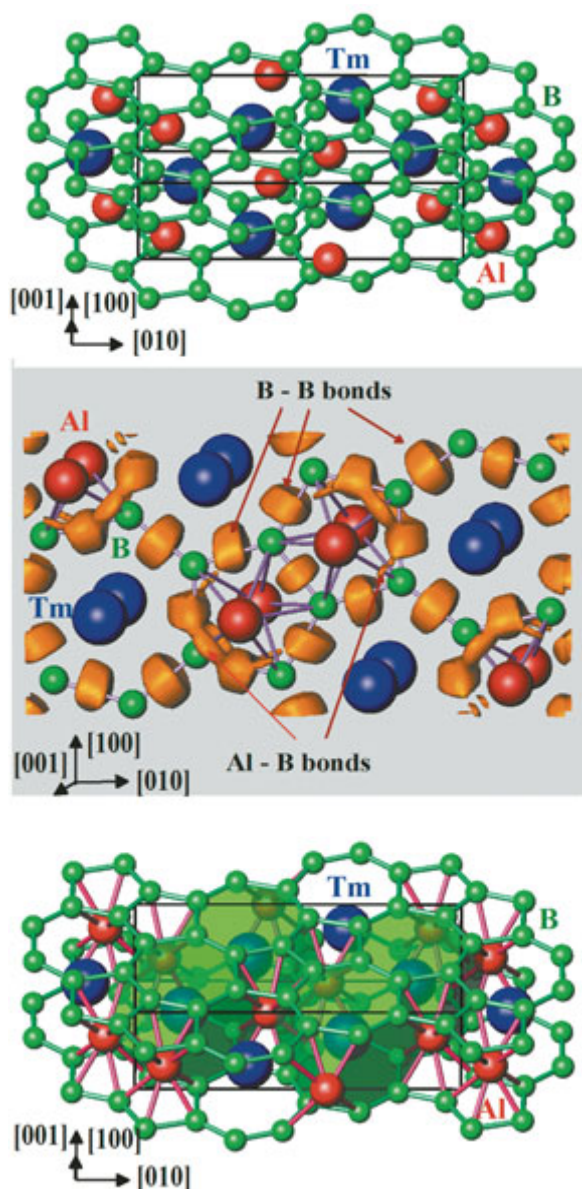 Tm
B
Al
[001] [100]
[010]
B - B bonds
Al
B
Tm
[100]
[001] [010]
Al - B bonds
Tm
B
Al
[001] [100]
[010]